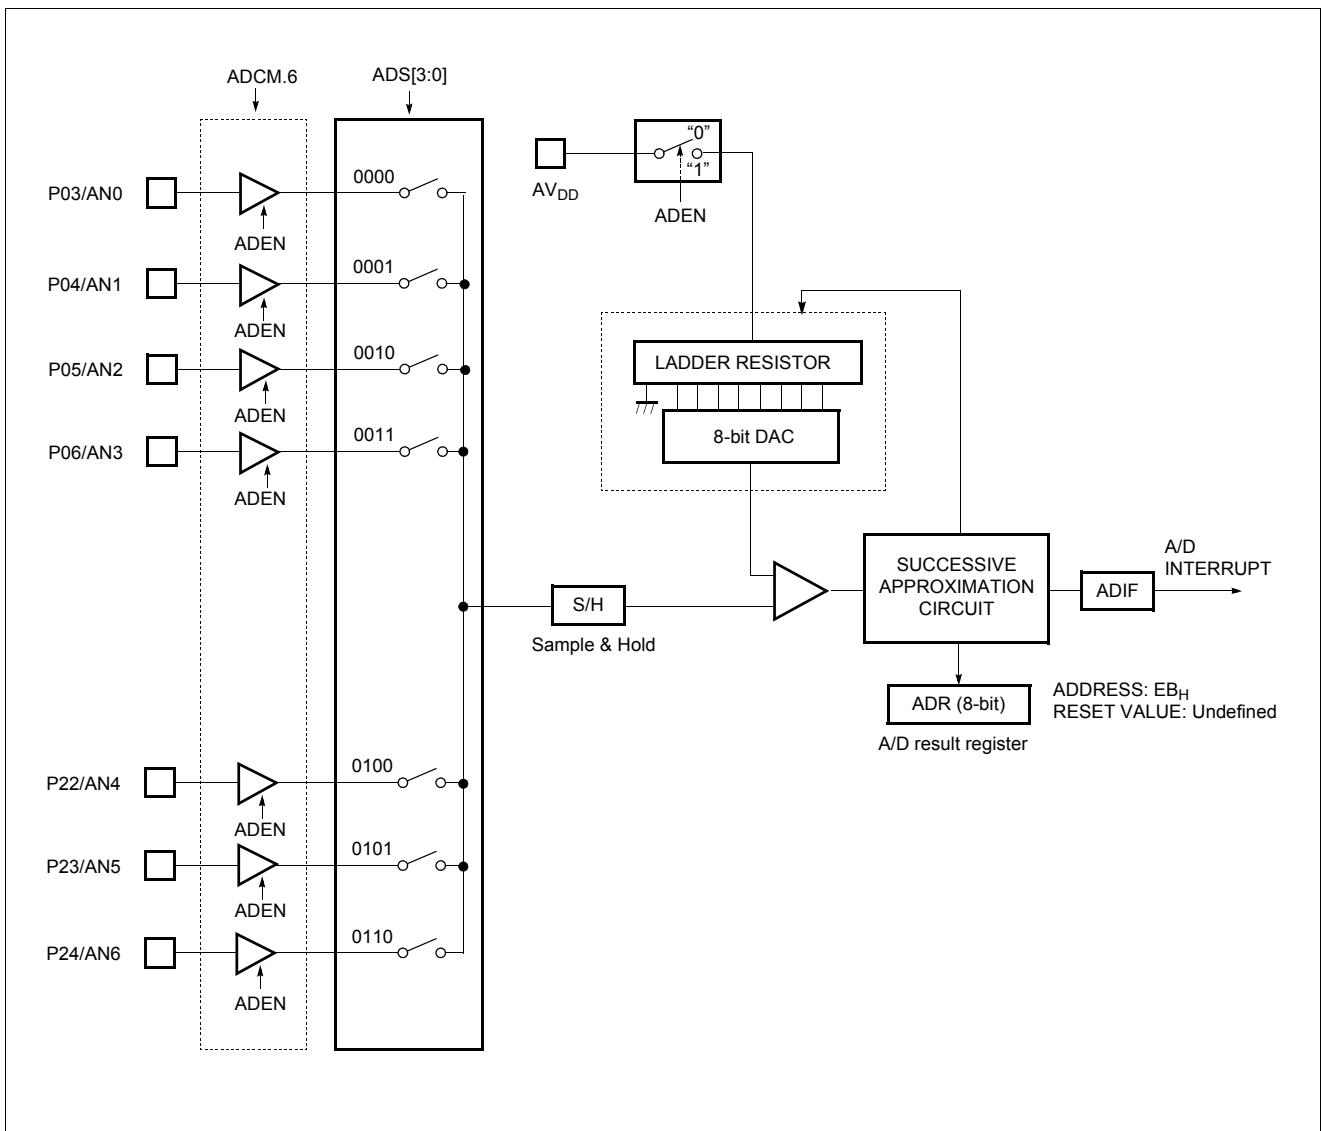 ADCM.6
ADS[3:0]
P03/AN0
ADEN
0000
P04/AN1
ADEN
0001
P05/AN2
ADEN
0010
P06/AN3
ADEN
0011
P22/AN4
ADEN
0100
P23/AN5
ADEN
0101
P24/AN6
ADEN
0110
AVDD
“0”
“1”
ADEN
LADDER RESISTOR
8-bit DAC
S/H
Sample & Hold
SUCCESSIVE
APPROXIMATION
CIRCUIT
ADIF
A/D
INTERRUPT
ADR (8-bit)
A/D result register
ADDRESS: EBH
RESET VALUE: Undefined